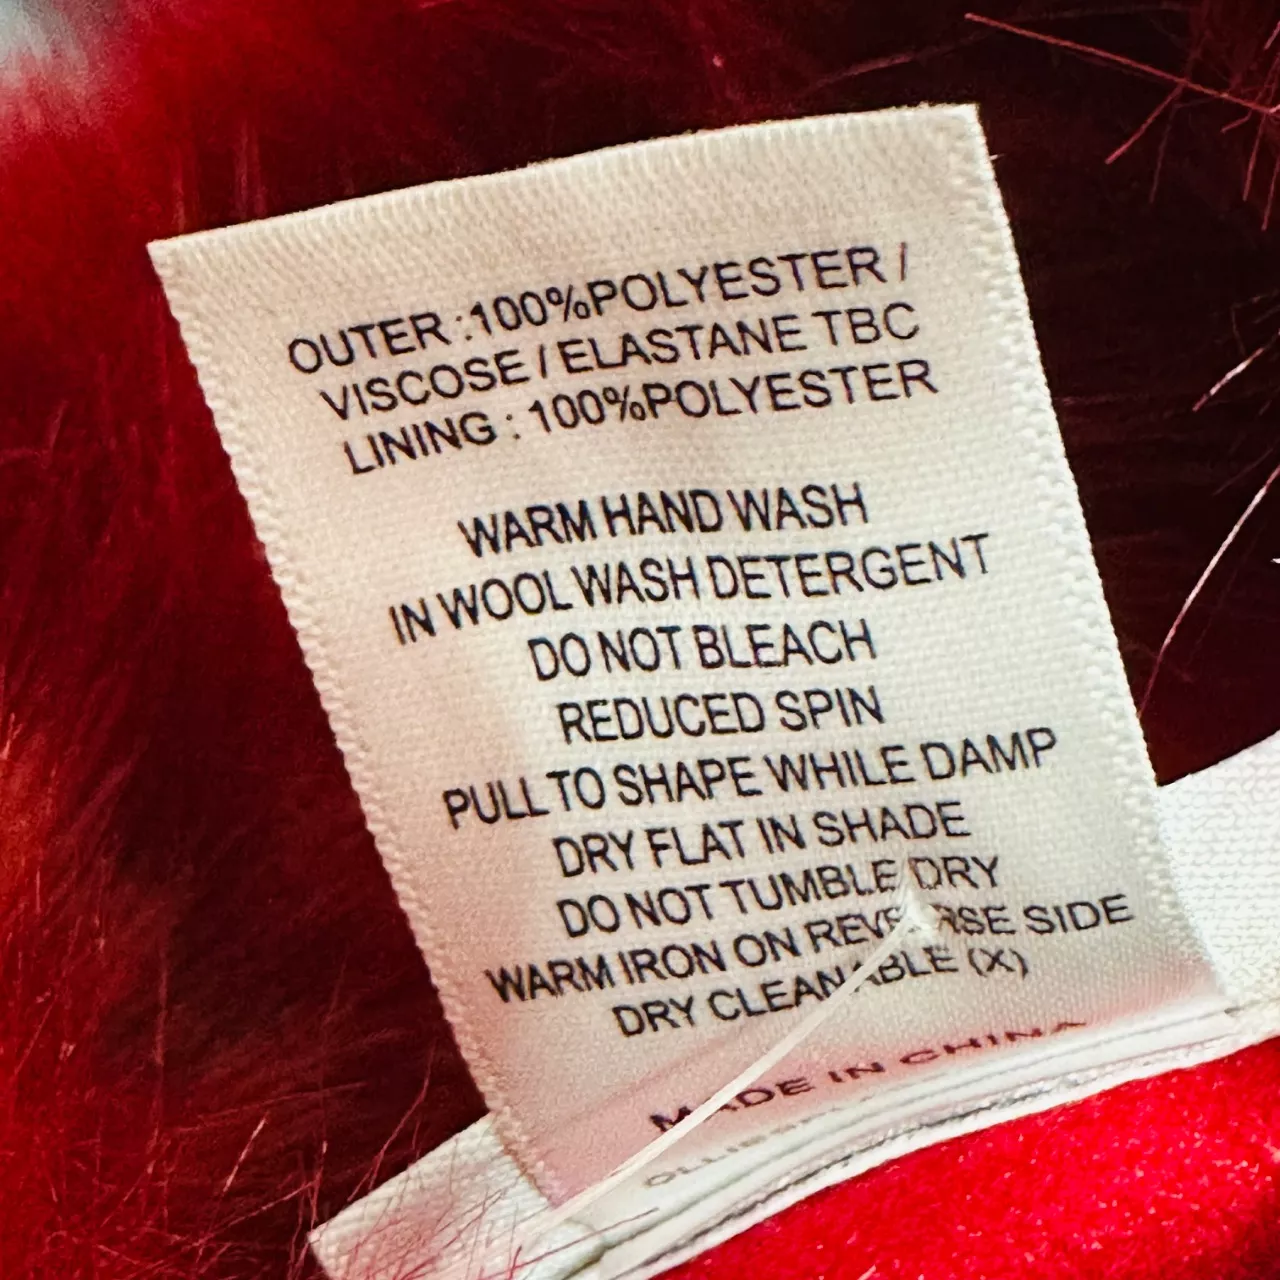 OUTER :100%POLYESTER /
VISCOSE / ELASTANE TBC
LINING : 100%POLYESTER
WARM HAND WASH
IN WOOL WASH DETERGENT
DO NOT BLEACH
REDUCED SPIN
PULL TO SHAPE WHILE DAMP
DRY FLAT IN SHADE
DO NOT TUMBLE DRY
WARM IRON ON REVERSE SIDE
DRY CLEANABLE (X)
MADE IN CHINA